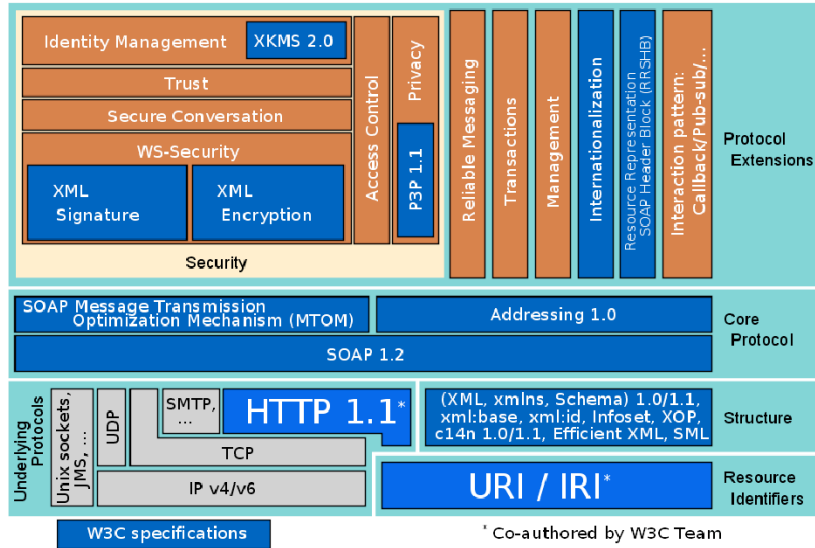 Identity Management
XKMS 2.0
Trust
Secure Conversation
WS-Security
XML
Signature
XML
Encryption
Access Control
Privacy
P3P 1.1
Security
Reliable Messaging
Transactions
Management
Internationalization
Resource Representation
SOAP Header Block (RRSHB)
Interaction pattern:
Callback/Pub-sub/...
Protocol
Extensions
SOAP Message Transmission
Optimization Mechanism (MTOM)
Addressing 1.0
SOAP 1.2
Core
Protocol
Underlying
Protocols
Unix sockets,
JMS, ...
UDP
SMTP,
...
HTTP 1.1*
TCP
IP v4/v6
(XML, xmlns, Schema) 1.0/1.1,
xml:base, xml:id, Infoset, XOP,
c14n 1.0/1.1, Efficient XML, SML
Structure
URI / IRI*
Resource
Identifiers
W3C specifications
* Co-authored by W3C Team